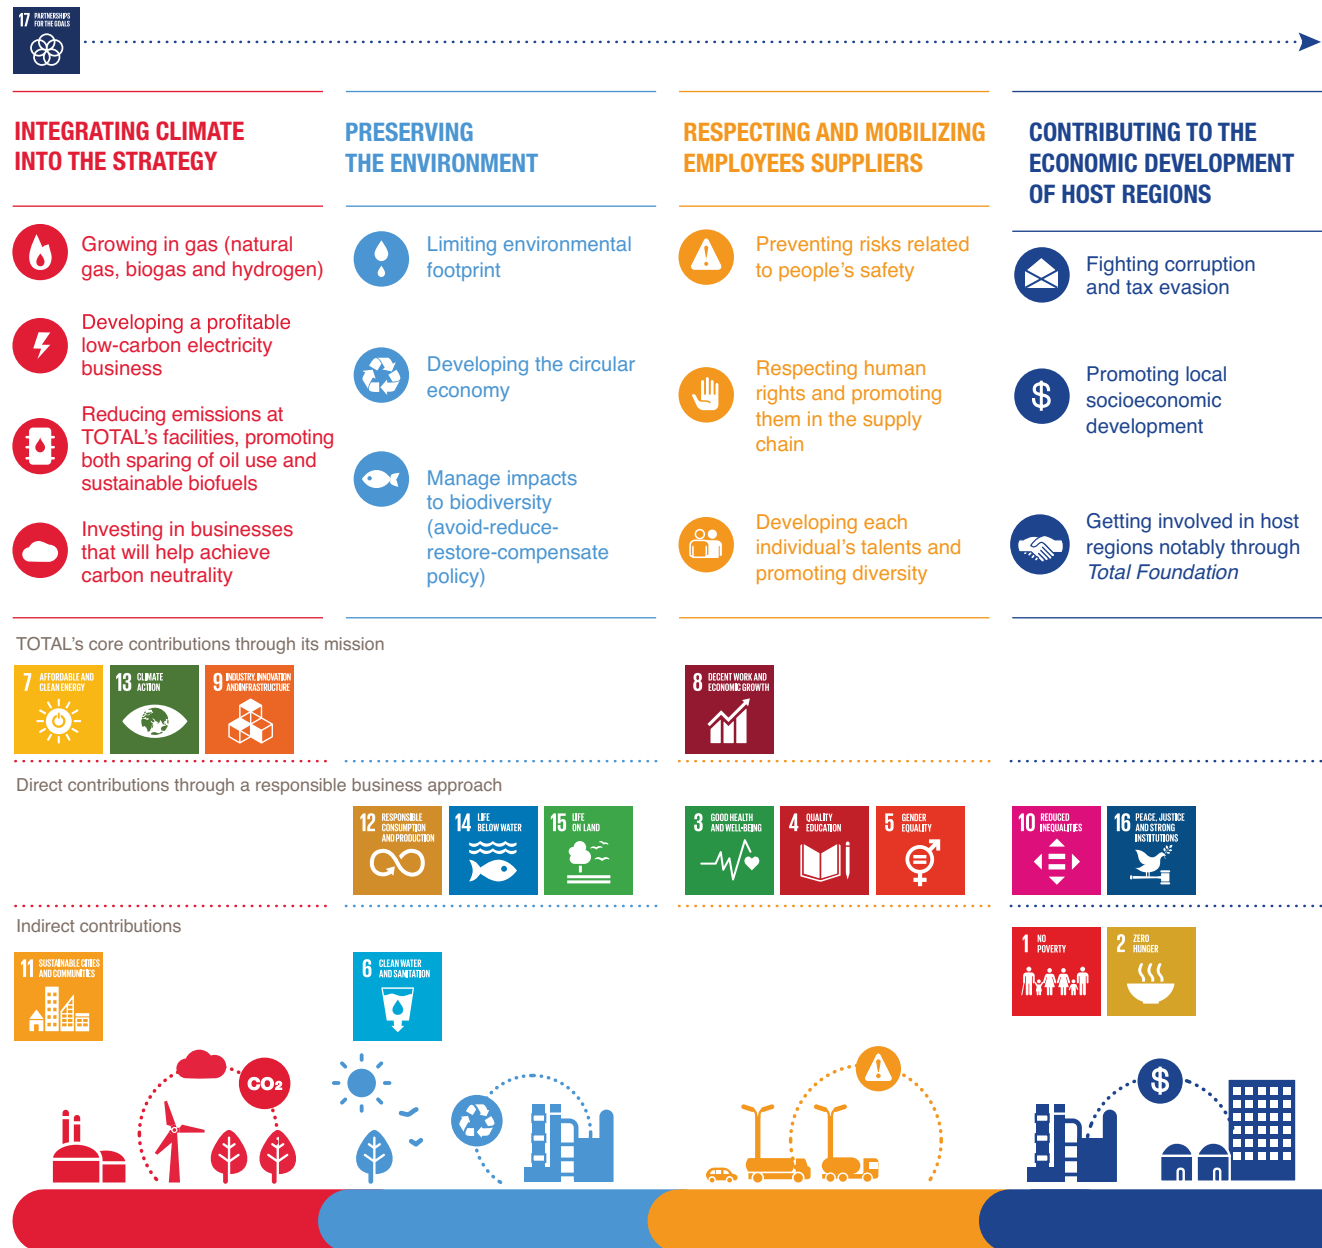 17 PARTNERSHIPS
FOR THE GOALS
INTEGRATING CLIMATE
INTO THE STRATEGY
Growing in gas (natural
gas, biogas and hydrogen)
Developing a profitable
low-carbon electricity
business
Reducing emissions at
TOTAL's facilities, promoting
both sparing of oil use and
sustainable biofuels
Investing in businesses
that will help achieve
carbon neutrality
PRESERVING
THE ENVIRONMENT
Limiting environmental
footprint
Developing the circular
economy
Manage impacts
to biodiversity
(avoid-reduce-
restore-compensate
policy)
RESPECTING AND MOBILIZING
EMPLOYEES SUPPLIERS
Preventing risks related
to people's safety
Respecting human
rights and promoting
them in the supply
chain
Developing each
individual's talents and
promoting diversity
CONTRIBUTING TO THE
ECONOMIC DEVELOPMENT
OF HOST REGIONS
Fighting corruption
and tax evasion
$
Promoting local
socioeconomic
development
Getting involved in host
regions notably through
Total Foundation
TOTAL's core contributions through its mission
7 AFFORDABLE AND
CLEAN ENERGY
13 CLIMATE
ACTION
9 INDUSTRY, INNOVATION
AND INFRASTRUCTURE
8 DECENT WORK AND
ECONOMIC GROWTH
Direct contributions through a responsible business approach
12 RESPONSIBLE
CONSUMPTION
AND PRODUCTION
14 LIFE
BELOW WATER
15 LIFE
ON LAND
3 GOOD HEALTH
AND WELL-BEING
4 QUALITY
EDUCATION
5 GENDER
EQUALITY
10 REDUCED
INEQUALITIES
16 PEACE, JUSTICE
AND STRONG
INSTITUTIONS
Indirect contributions
11 SUSTAINABLE CITIES
AND COMMUNITIES
6 CLEAN WATER
AND SANITATION
1 NO
POVERTY
2 ZERO
HUNGER
CO2
$